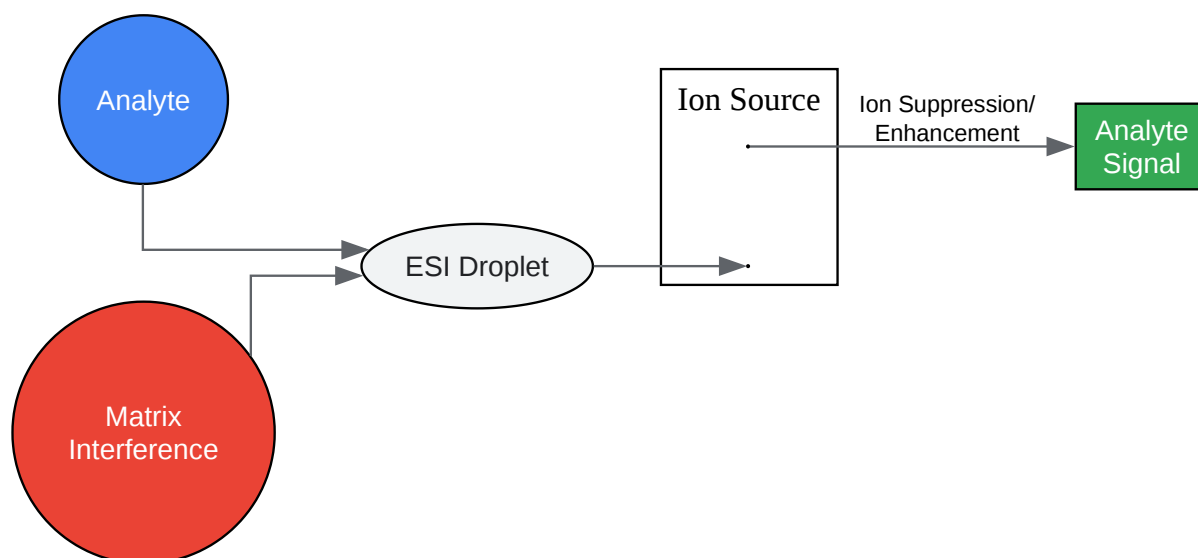 Analyte
Ion Source
Ion Suppression/
Enhancement
Analyte
Signal
ESI Droplet
Matrix
Interference